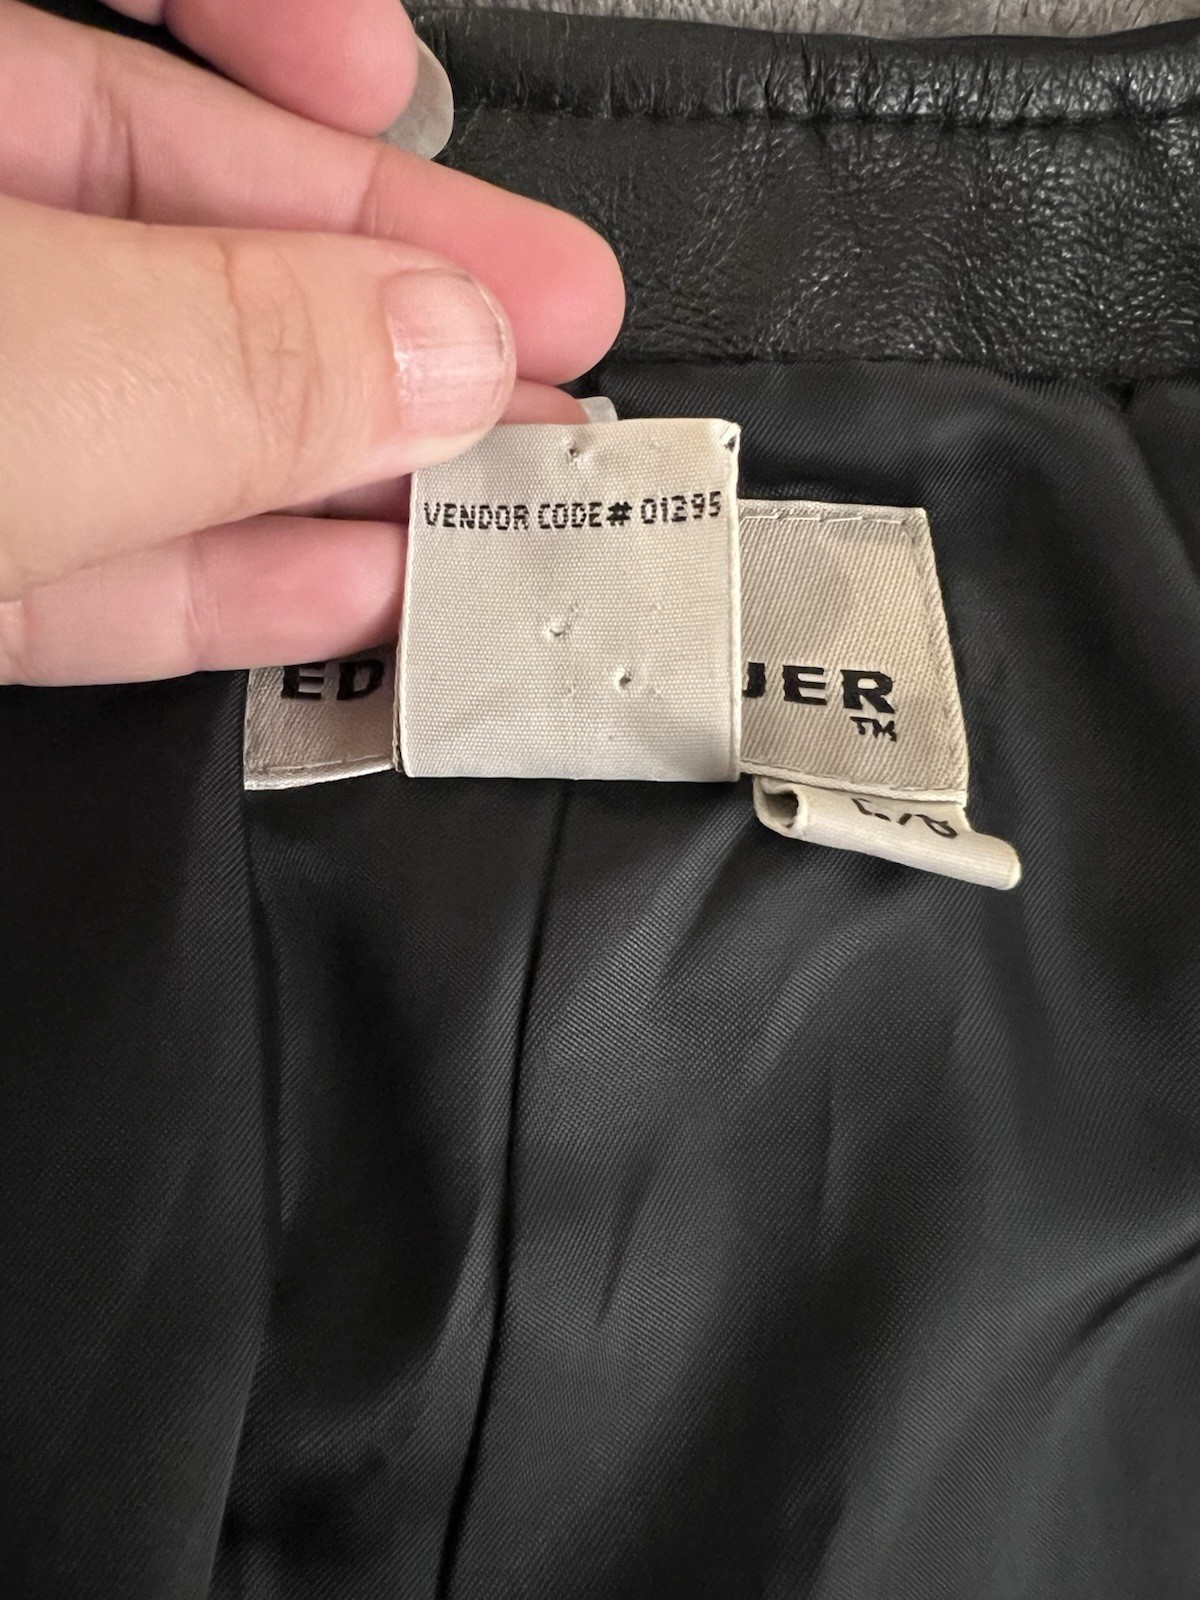 VENDOR CODE# 01295
ED UER
TM